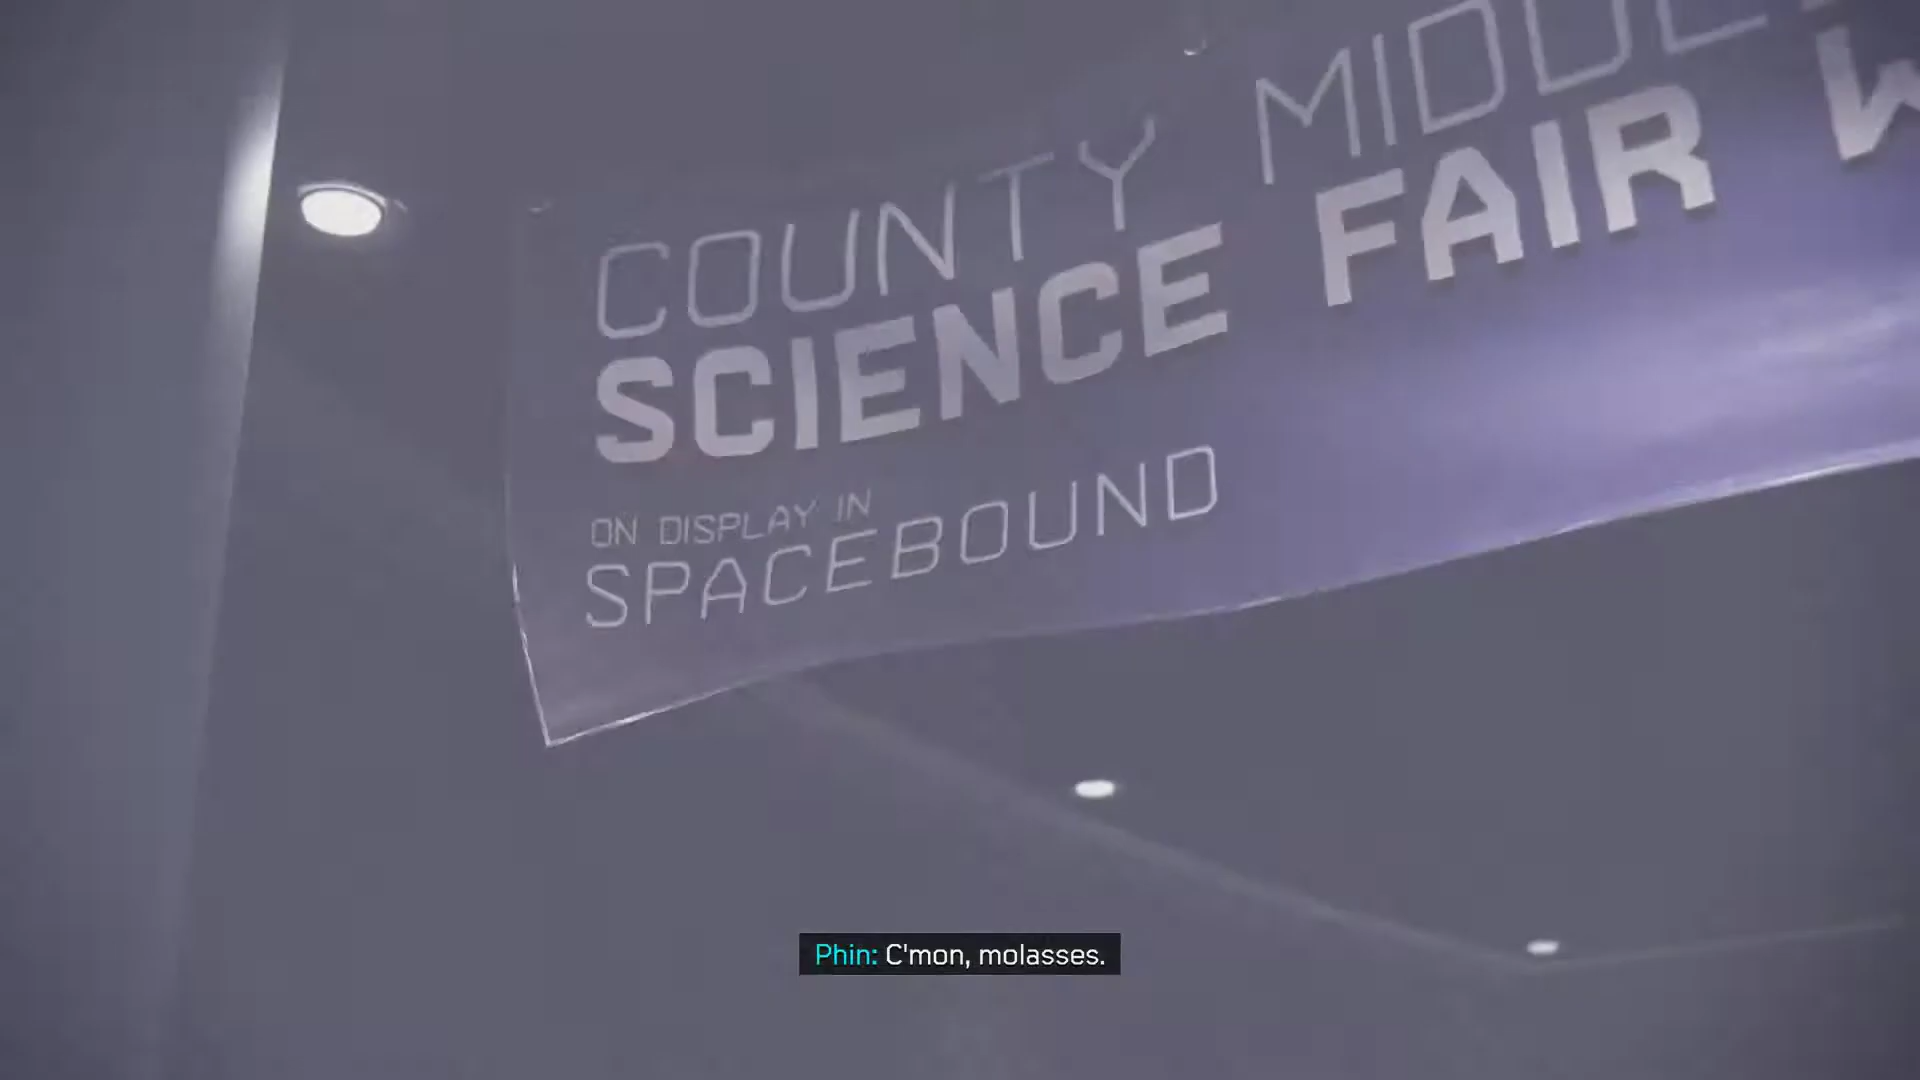 COUNTY
SCIENCE FAIR
ON DISPLAY IN
SPACEBOUND
Phin: C'mon, molasses.